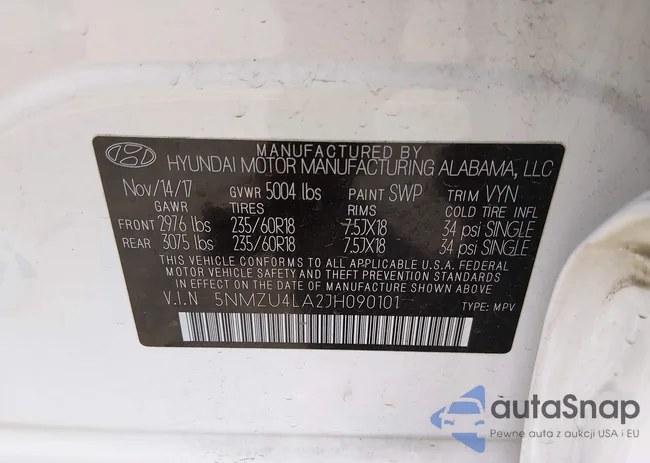 MANUFACTURED BY
HYUNDAI MOTOR MANUFACTURING ALABAMA, LLC
Nov/14/17 GVWR 5004 lbs PAINT SWP TRIM VYN
GAWR TIRES RIMS COLD TIRE INFL
FRONT 2976 lbs 235/60R18 7.5JX18 34 psi SINGLE
REAR 3075 lbs 235/60R18 7.5JX18 34 psi SINGLE
THIS VEHICLE CONFORMS TO ALL APPLICABLE U.S.A. FEDERAL
MOTOR VEHICLE SAFETY AND THEFT PREVENTION STANDARDS
IN EFFECT ON THE DATE OF MANUFACTURE SHOWN ABOVE
V.I.N 5NMZU4LA2JH090101 TYPE: MPV
autaSnap
Pewne auta z aukcji USA i EU